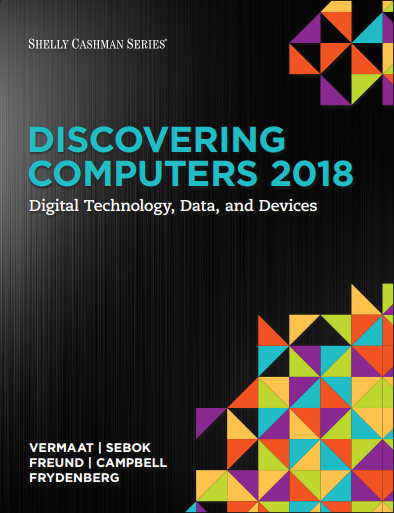 SHELLY CASHMAN SERIES®
DISCOVERING
COMPUTERS 2018
Digital Technology, Data, and Devices
VERMAAT | SEBOK
FREUND | CAMPBELL
FRYDENBERG